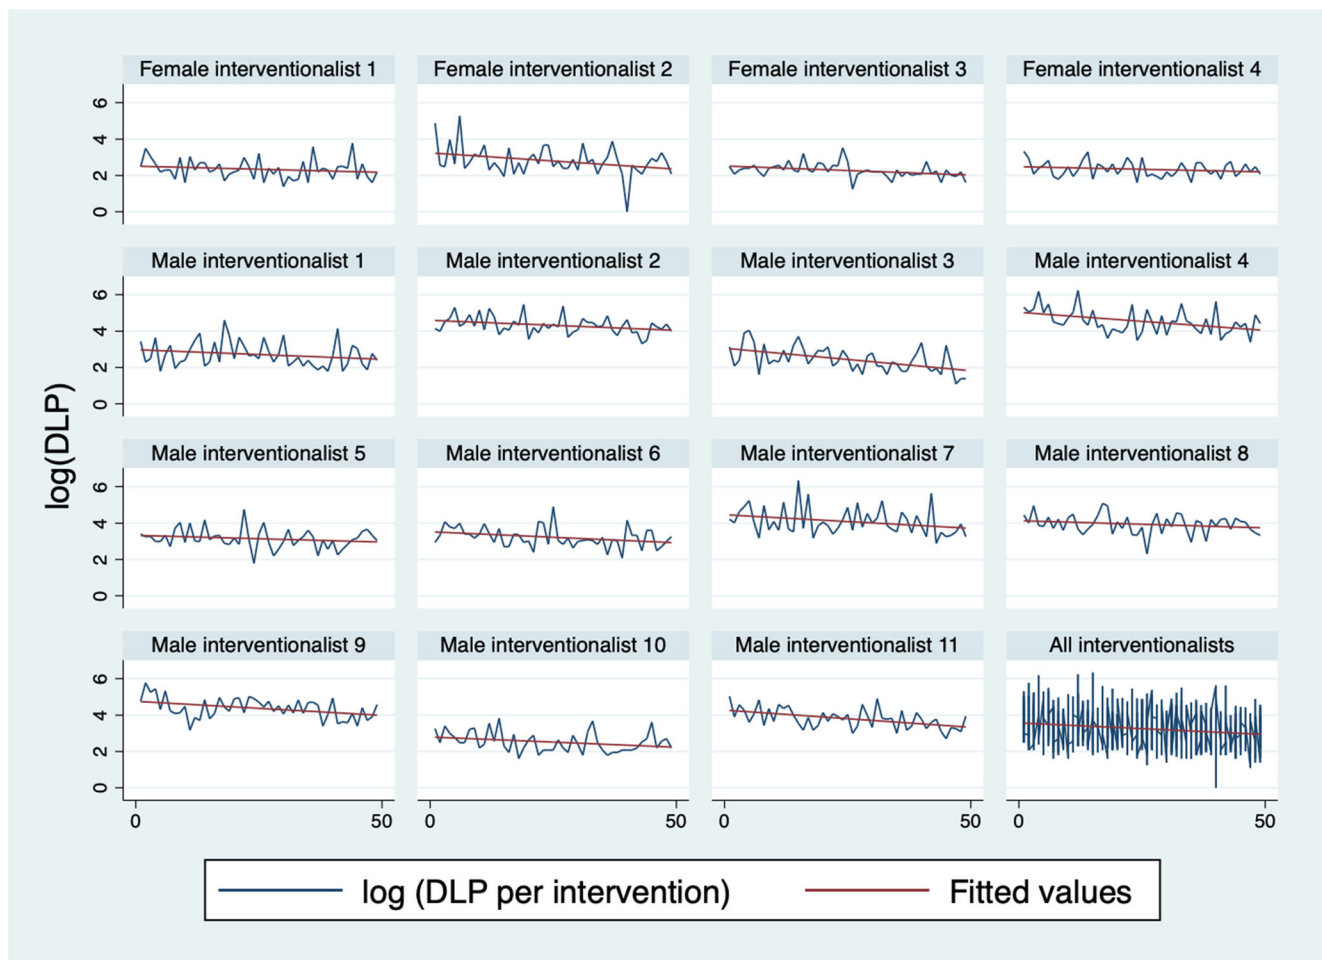 Female interventionalist 1
Female interventionalist 2
Female interventionalist 3
Female interventionalist 4
6
4
2
0
Male interventionalist 1
Male interventionalist 2
Male interventionalist 3
Male interventionalist 4
6
4
2
0
log(DLP)
Male interventionalist 5
Male interventionalist 6
Male interventionalist 7
Male interventionalist 8
6
4
2
0
Male interventionalist 9
Male interventionalist 10
Male interventionalist 11
All interventionalists
6
4
2
0
0 50
0 50
0 50
0 50
log (DLP per intervention)
Fitted values